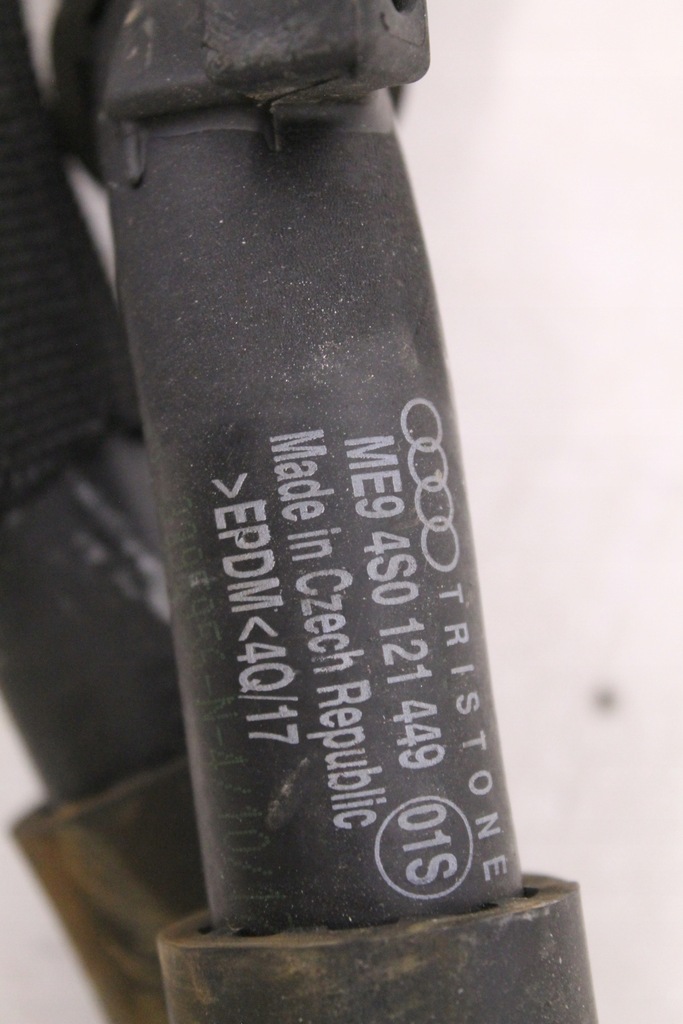 TRISTONE
ME9 4S0 121 449 01S
Made in Czech Republic
>EPDM<4Q/17